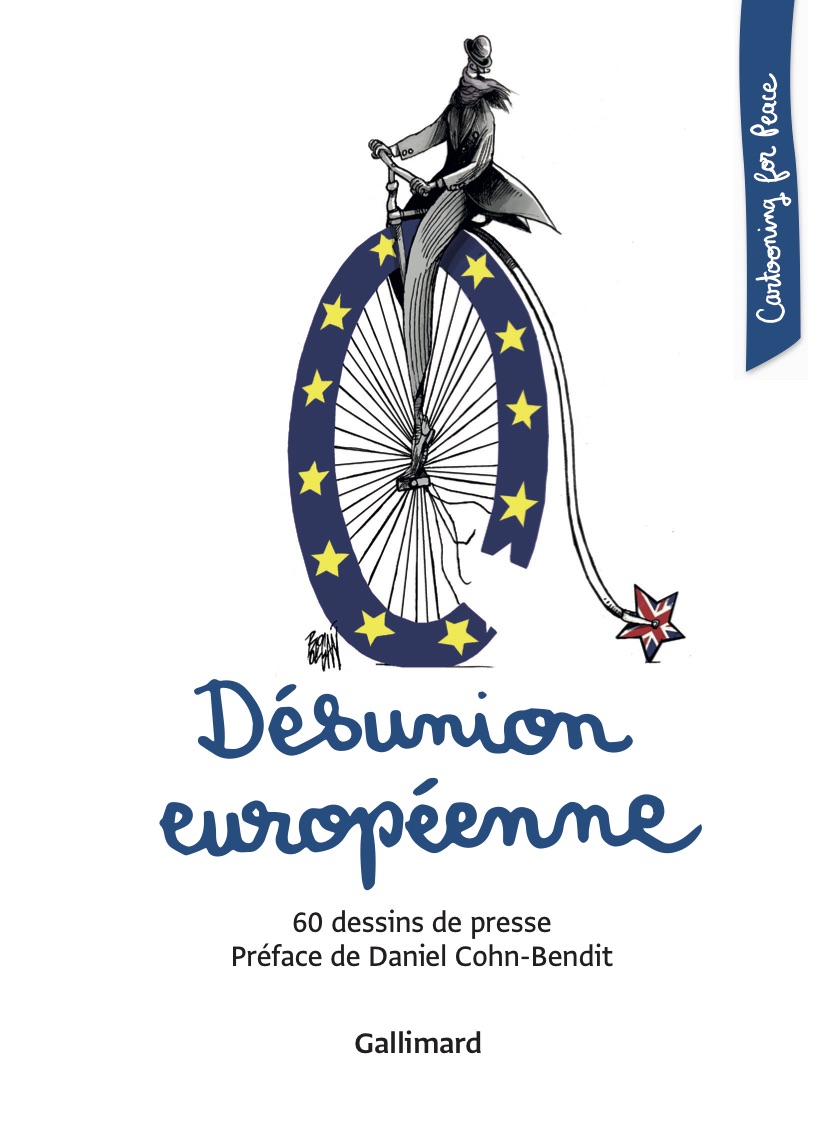 Cartooning for Peace
Désunion
européenne
60 dessins de presse
Préface de Daniel Cohn-Bendit
Gallimard